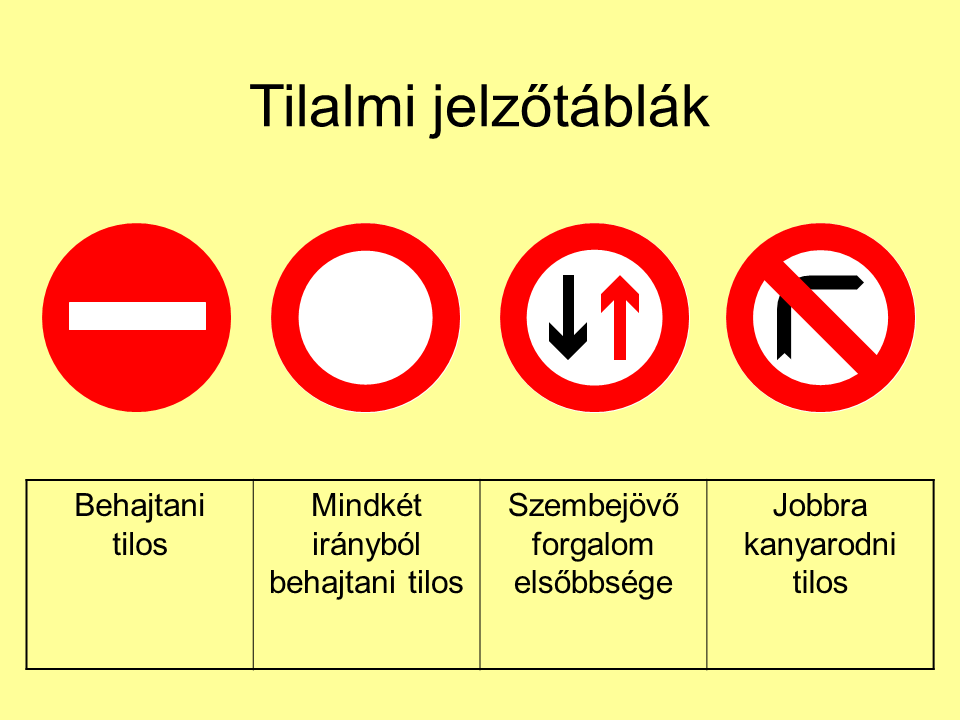 Tilalmi jelzőtáblák
Behajtani
tilos
Mindkét
irányból
behajtani tilos
Szembejövő
forgalom
elsőbbsége
Jobbra
kanyarodni
tilos